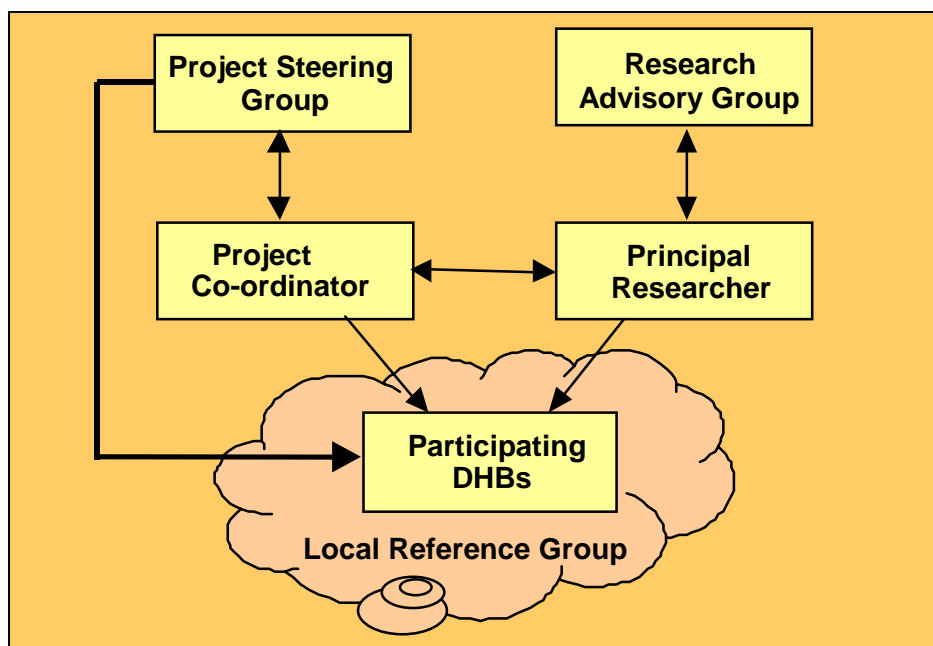 Project Steering
Group
Research
Advisory Group
Project
Co-ordinator
Principal
Researcher
Participating
DHBs
Local Reference Group